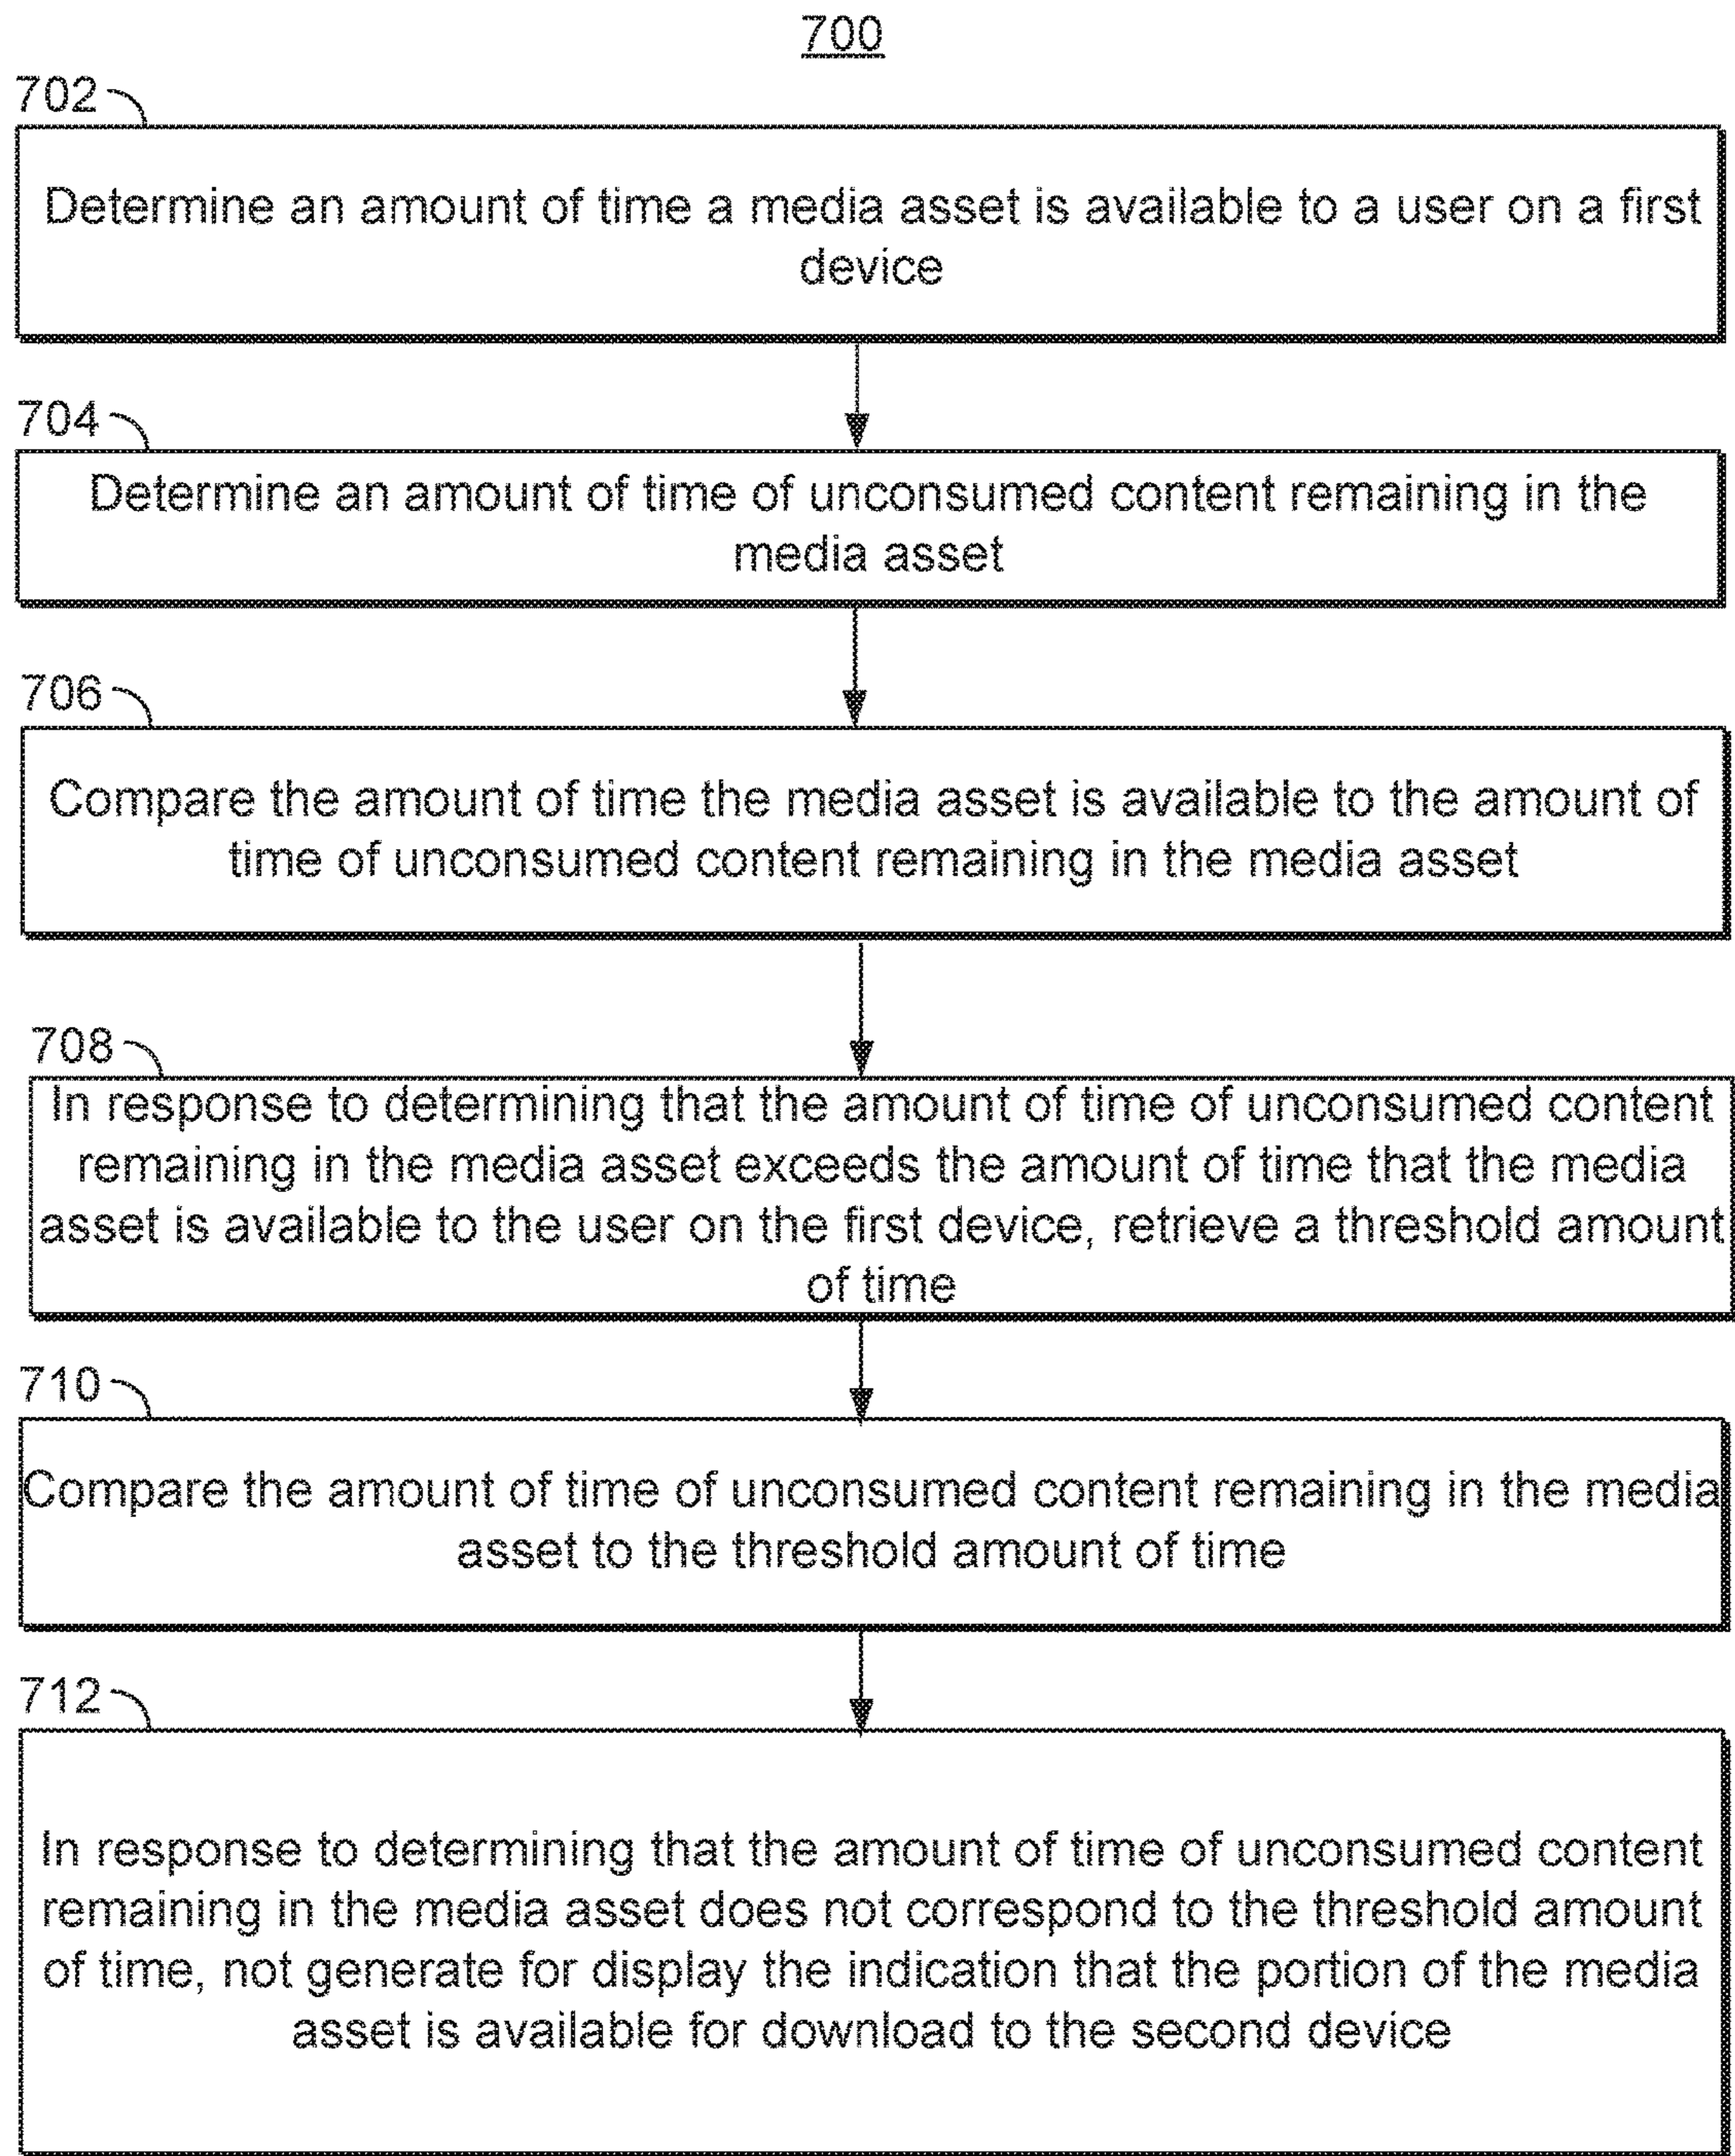 700
702
Determine an amount of time a media asset is available to a user on a first
device
704
Determine an amount of time of unconsumed content remaining in the
media asset
706
Compare the amount of time the media asset is available to the amount of
time of unconsumed content remaining in the media asset
708
In response to determining that the amount of time of unconsumed content
remaining in the media asset exceeds the amount of time that the media
asset is available to the user on the first device, retrieve a threshold amount
of time
710
Compare the amount of time of unconsumed content remaining in the media
asset to the threshold amount of time
712
In response to determining that the amount of time of unconsumed content
remaining in the media asset does not correspond to the threshold amount
of time, not generate for display the indication that the portion of the media
asset is available for download to the second device